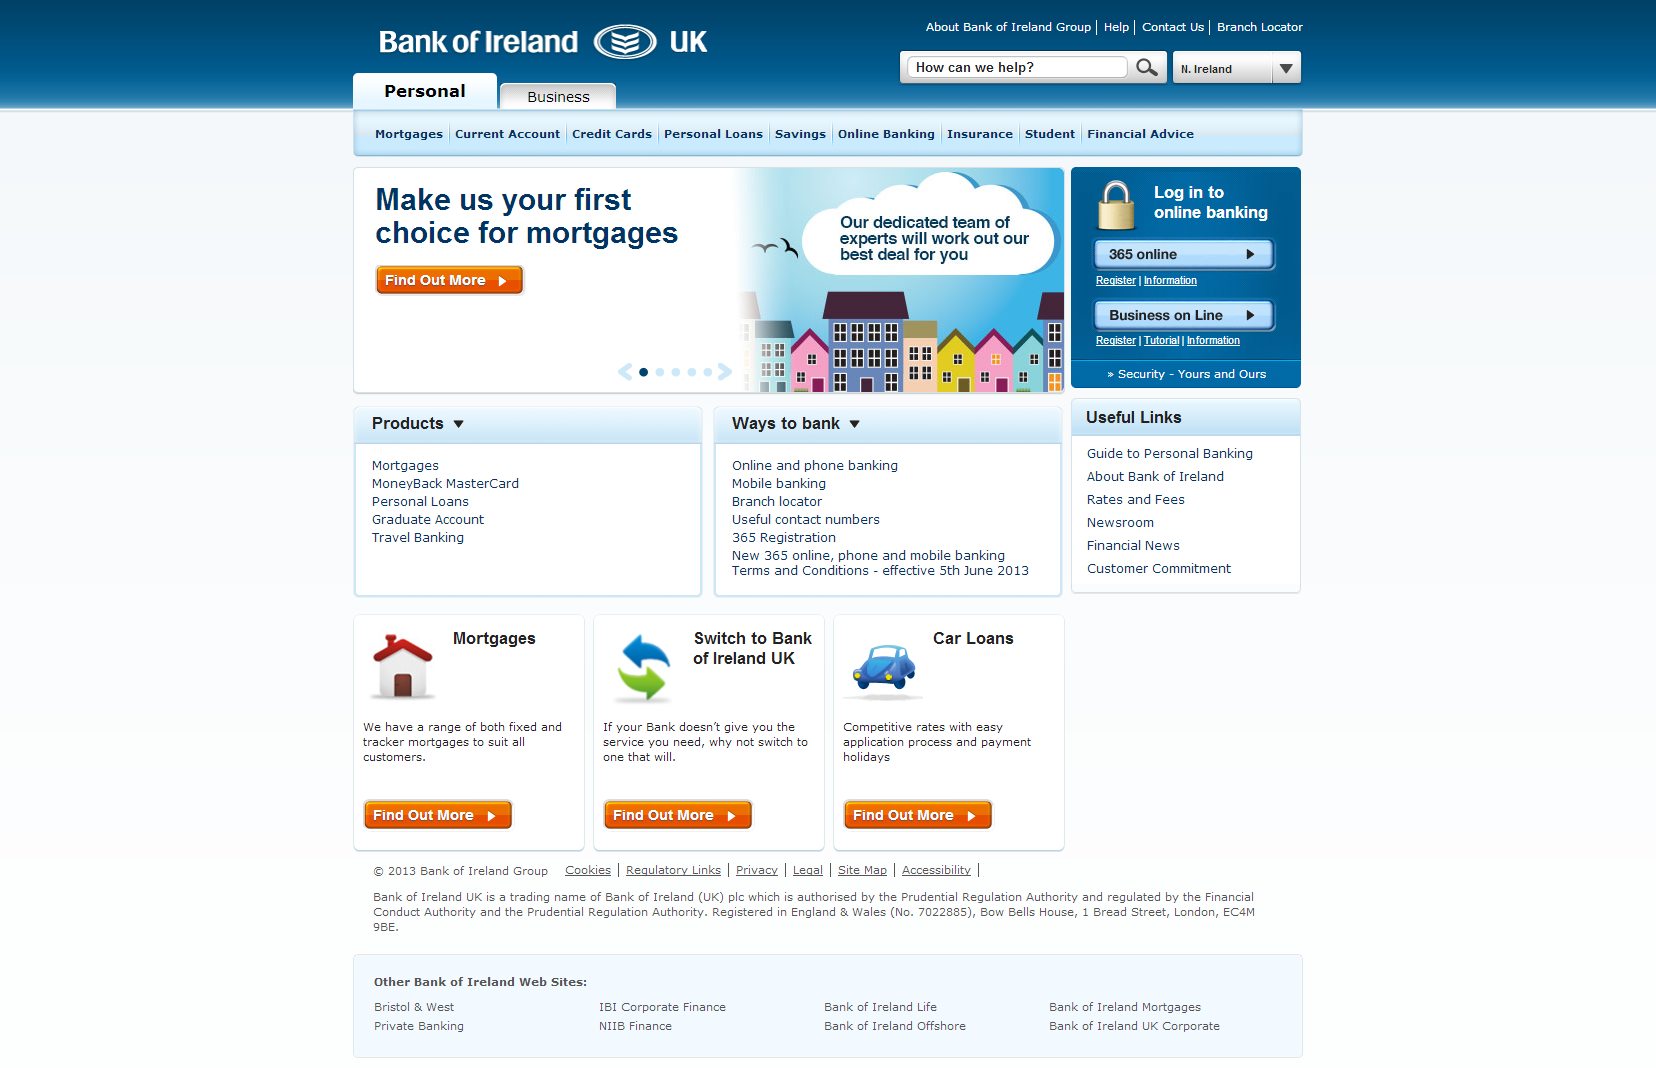 About Bank of Ireland Group | Help | Contact Us | Branch Locator
Bank of Ireland UK
How can we help?
N. Ireland
Personal
Business
Mortgages
Current Account
Credit Cards
Personal Loans
Savings
Online Banking
Insurance
Student
Financial Advice
Make us your first
choice for mortgages
Find Out More
Our dedicated team of
experts will work out our
best deal for you
Log in to
online banking
365 online
Register | Information
Business on Line
Register | Tutorial | Information
» Security - Yours and Ours
Products
Mortgages
MoneyBack MasterCard
Personal Loans
Graduate Account
Travel Banking
Ways to bank
Online and phone banking
Mobile banking
Branch locator
Useful contact numbers
365 Registration
New 365 online, phone and mobile banking
Terms and Conditions - effective 5th June 2013
Useful Links
Guide to Personal Banking
About Bank of Ireland
Rates and Fees
Newsroom
Financial News
Customer Commitment
Mortgages
We have a range of both fixed and
tracker mortgages to suit all
customers.
Find Out More
Switch to Bank
of Ireland UK
If your Bank doesn't give you the
service you need, why not switch to
one that will.
Find Out More
Car Loans
Competitive rates with easy
application process and payment
holidays
Find Out More
© 2013 Bank of Ireland Group Cookies | Regulatory Links | Privacy | Legal | Site Map | Accessibility |
Bank of Ireland UK is a trading name of Bank of Ireland (UK) plc which is authorised by the Prudential Regulation Authority and regulated by the Financial
Conduct Authority and the Prudential Regulation Authority. Registered in England & Wales (No. 7022885), Bow Bells House, 1 Bread Street, London, EC4M
9BE.
Other Bank of Ireland Web Sites:
Bristol & West
IBI Corporate Finance
Bank of Ireland Life
Bank of Ireland Mortgages
Private Banking
NIIB Finance
Bank of Ireland Offshore
Bank of Ireland UK Corporate